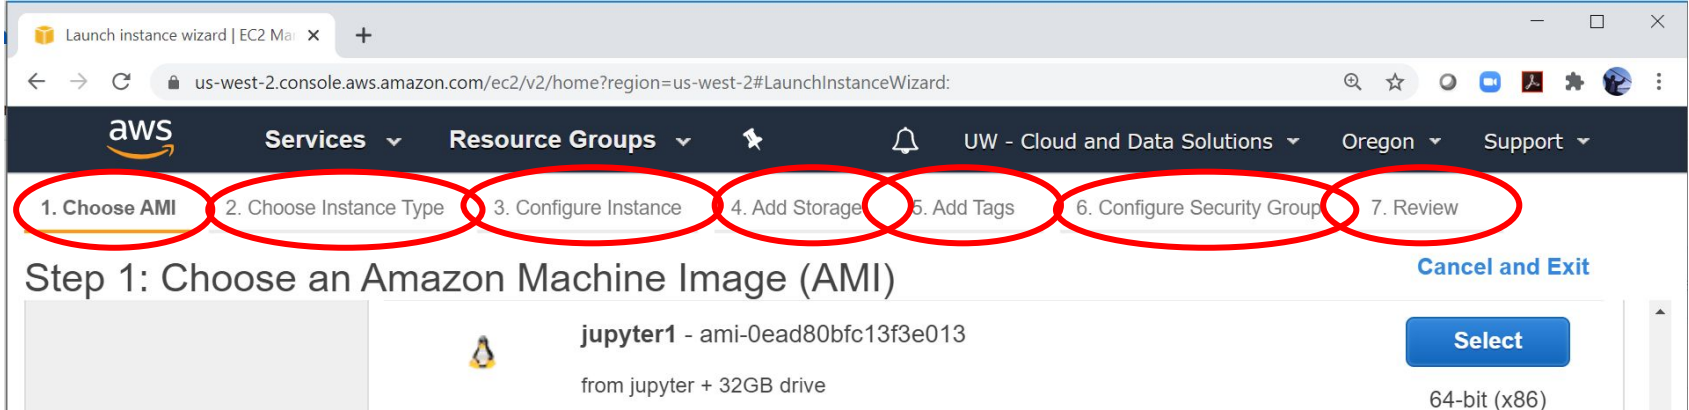 Launch instance wizard | EC2 Ma
us-west-2.console.aws.amazon.com/ec2/v2/home?region=us-west-2#LaunchInstanceWizard:
aws Services Resource Groups UW - Cloud and Data Solutions Oregon Support
1. Choose AMI 2. Choose Instance Type 3. Configure Instance 4. Add Storage 5. Add Tags 6. Configure Security Group 7. Review
Step 1: Choose an Amazon Machine Image (AMI) Cancel and Exit
jupyter1 - ami-0ead80bfc13f3e013 Select
from jupyter + 32GB drive
64-bit (x86)